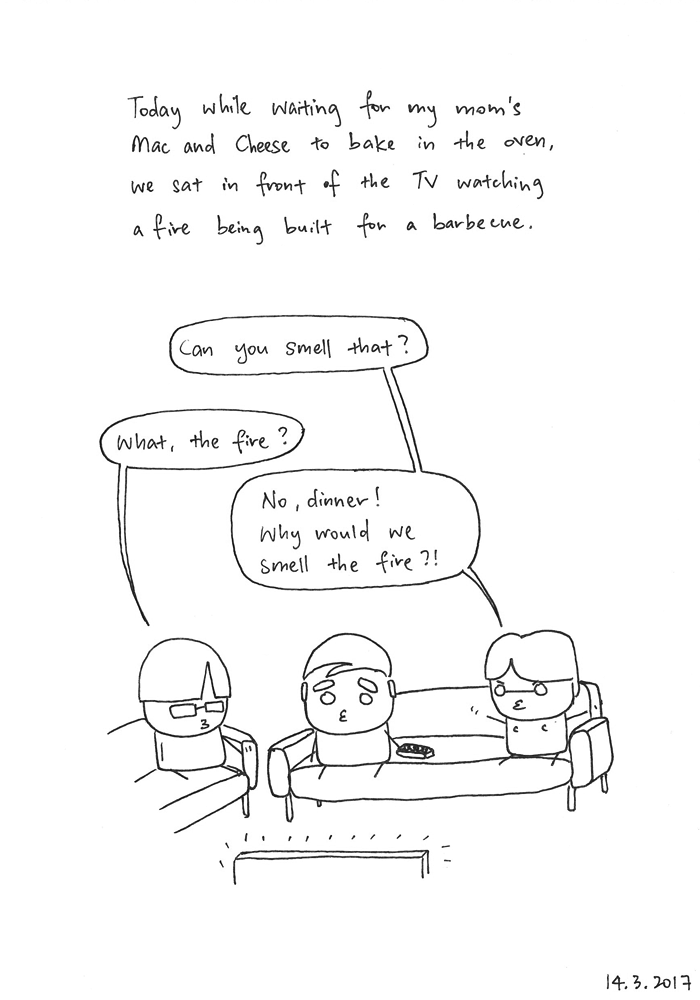 Today while waiting for my mom's
Mac and Cheese to bake in the oven,
we sat in front of the TV watching
a fire being built for a barbecue.
Can you smell that?
What, the fire?
No, dinner!
Why would we
smell the fire?!
14.3.2017